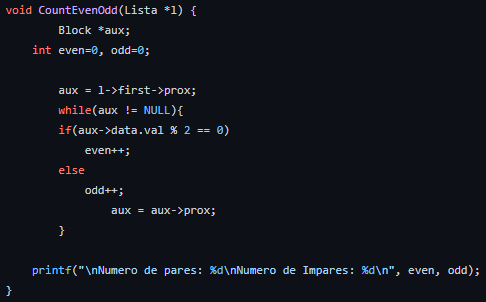 void CountEvenOdd(Lista *l) {
        Block *aux;
    int even=0, odd=0;

        aux = l->first->prox;
        while(aux != NULL){
        if(aux->data.val % 2 == 0)
            even++;
        else
            odd++;
                aux = aux->prox;
        }

    printf("\nNumero de pares: %d\nNumero de Impares: %d\n", even, odd);
}